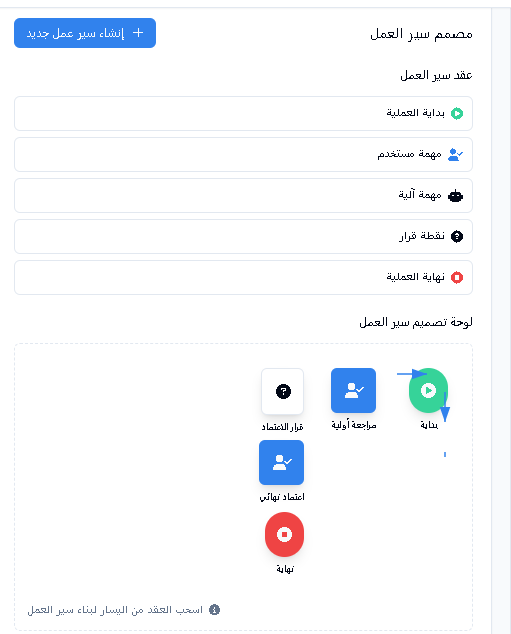 مصمم سير العمل
إنشاء سير عمل جديد
عقد سير العمل
بداية العملية
مهمة مستخدم
مهمة آلية
نقطة قرار
نهاية العملية
لوحة تصميم سير العمل
بداية
مراجعة أولية
قرار الاعتماد
اعتماد نهائي
نهاية
اسحب العقد من اليسار لبناء سير العمل